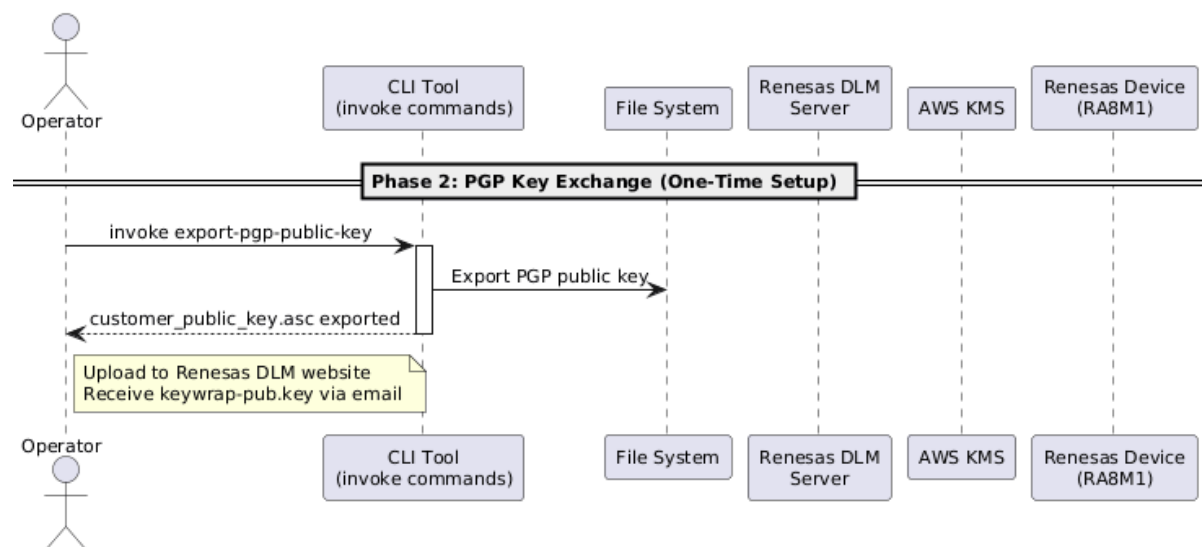 Operator
CLI Tool
(invoke commands)
File System
Renesas DLM
Server
AWS KMS
Renesas Device
(RA8M1)
Phase 2: PGP Key Exchange (One-Time Setup)
invoke export-pgp-public-key
Export PGP public key
customer_public_key.asc exported
Upload to Renesas DLM website
Receive keywrap-pub.key via email
Operator
CLI Tool
(invoke commands)
File System
Renesas DLM
Server
AWS KMS
Renesas Device
(RA8M1)